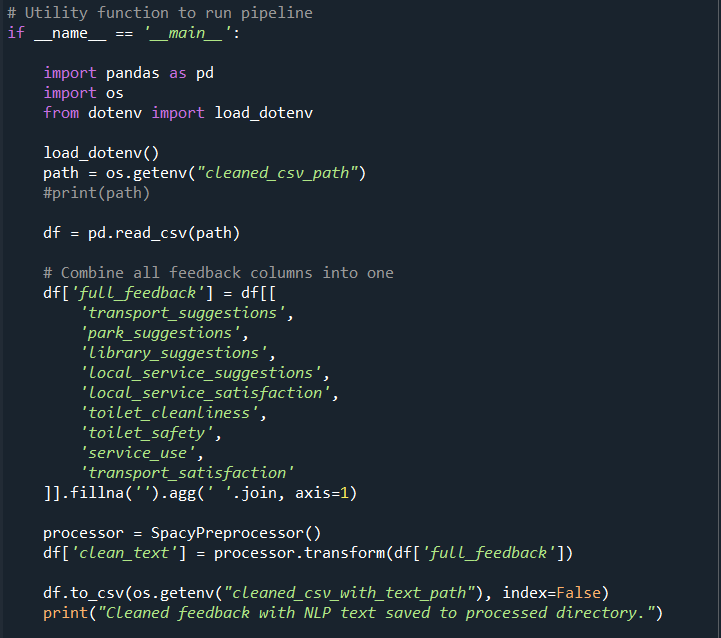 # Utility function to run pipeline
if __name__ == '__main__':
import pandas as pd
import os
from dotenv import load_dotenv
load_dotenv()
path = os.getenv("cleaned_csv_path")
#print(path)
df = pd.read_csv(path)
# Combine all feedback columns into one
df['full_feedback'] = df[[
'transport_suggestions',
'park_suggestions',
'library_suggestions',
'local_service_suggestions',
'local_service_satisfaction',
'toilet_cleanliness',
'toilet_safety',
'service_use',
'transport_satisfaction'
]].fillna('').agg(' '.join, axis=1)
processor = SpacyPreprocessor()
df['clean_text'] = processor.transform(df['full_feedback'])
df.to_csv(os.getenv("cleaned_csv_with_text_path"), index=False)
print("Cleaned feedback with NLP text saved to processed directory.")